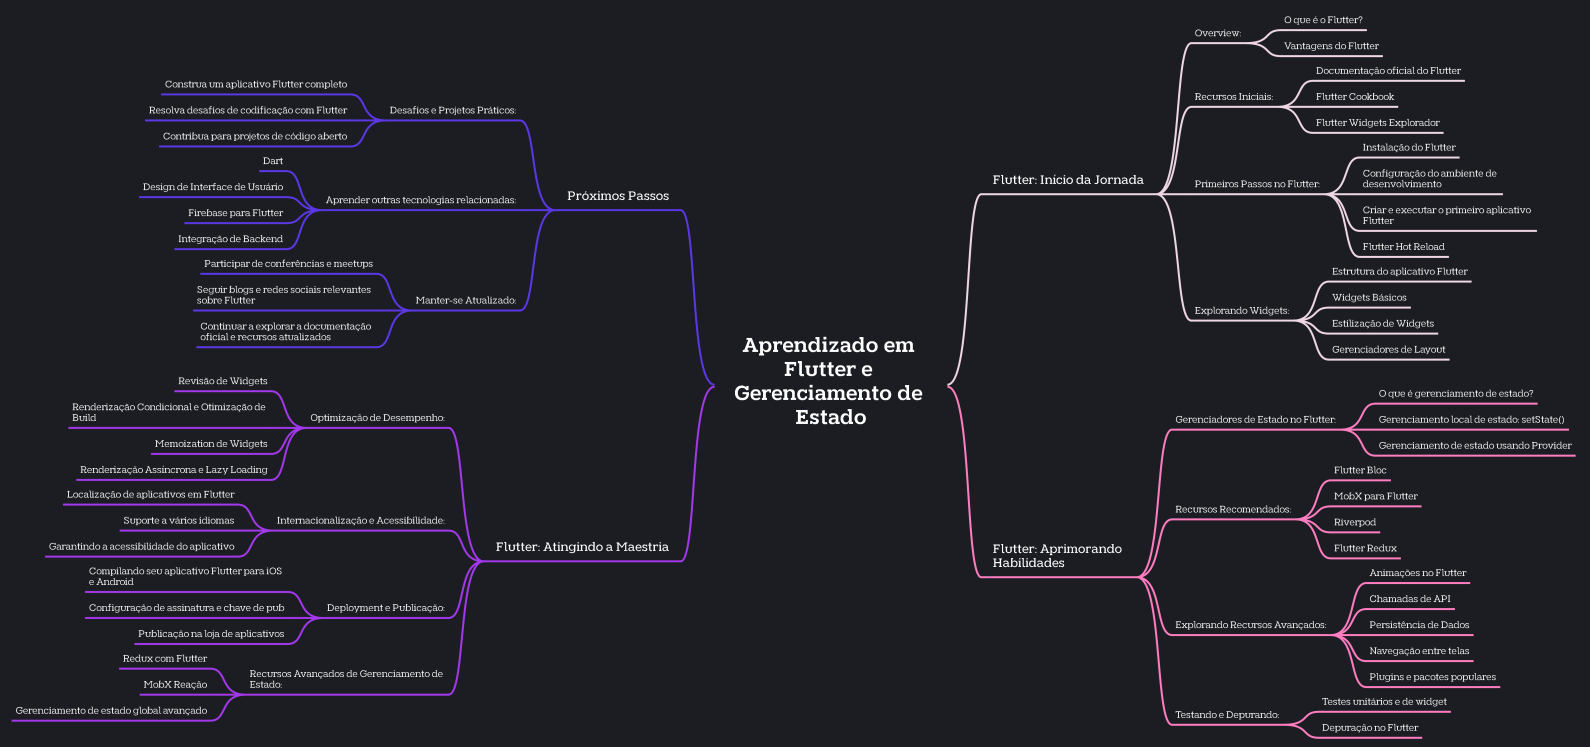 Aprendizado em
Flutter e
Gerenciamento de
Estado
Flutter: Início da Jornada
Overview:
O que é o Flutter?
Vantagens do Flutter
Recursos Iniciais:
Documentação oficial do Flutter
Flutter Cookbook
Flutter Widgets Explorador
Primeiros Passos no Flutter:
Instalação do Flutter
Configuração do ambiente de
desenvolvimento
Criar e executar o primeiro aplicativo
Flutter
Flutter Hot Reload
Explorando Widgets:
Estrutura do aplicativo Flutter
Widgets Básicos
Estilização de Widgets
Gerenciadores de Layout
Flutter: Aprimorando
Habilidades
Gerenciadores de Estado no Flutter:
O que é gerenciamento de estado?
Gerenciamento local de estado: setState()
Gerenciamento de estado usando Provider
Recursos Recomendados:
Flutter Bloc
MobX para Flutter
Riverpod
Flutter Redux
Explorando Recursos Avançados:
Animações no Flutter
Chamadas de API
Persistência de Dados
Navegação entre telas
Plugins e pacotes populares
Testando e Depurando:
Testes unitários e de widget
Depuração no Flutter
Próximos Passos
Desafios e Projetos Práticos:
Construa um aplicativo Flutter completo
Resolva desafios de codificação com Flutter
Contribua para projetos de código aberto
Aprender outras tecnologias relacionadas:
Dart
Design de Interface de Usuário
Firebase para Flutter
Integração de Backend
Manter-se Atualizado:
Participar de conferências e meetups
Seguir blogs e redes sociais relevantes
sobre Flutter
Continuar a explorar a documentação
oficial e recursos atualizados
Flutter: Atingindo a Maestria
Optimização de Desempenho:
Revisão de Widgets
Renderização Condicional e Otimização de
Build
Memoization de Widgets
Renderização Assíncrona e Lazy Loading
Internacionalização e Acessibilidade:
Localização de aplicativos em Flutter
Suporte a vários idiomas
Garantindo a acessibilidade do aplicativo
Deployment e Publicação:
Compilando seu aplicativo Flutter para iOS
e Android
Configuração de assinatura e chave de pub
Publicação na loja de aplicativos
Recursos Avançados de Gerenciamento de
Estado:
Redux com Flutter
MobX Reação
Gerenciamento de estado global avançado